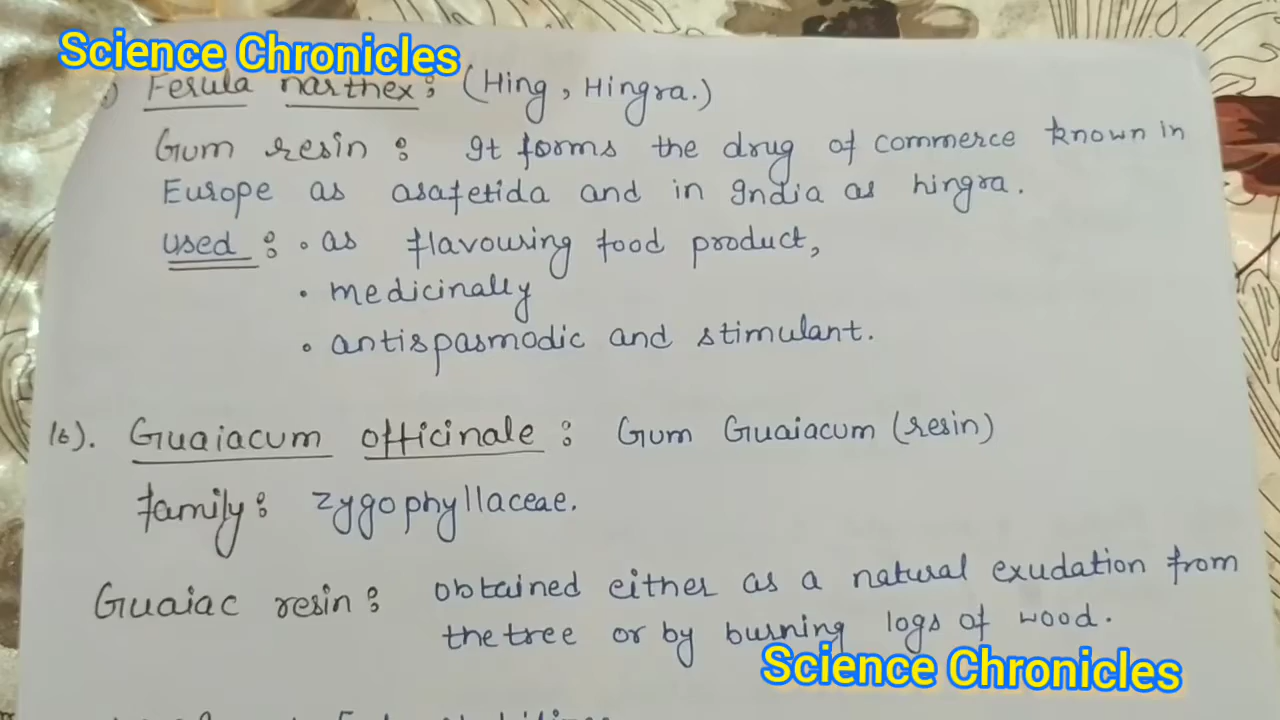 Science Chronicles
) Ferula narthex : (Hing, Hingra.)
Gum resin : It forms the drug of commerce known in
Europe as asafetida and in India as hingra.
Used : • as flavouring food product,
• medicinally
• antispasmodic and stimulant.
16). Guaiacum officinale : Gum Guaiacum (resin)
family : zygophyllaceae.
Guaiac resin : obtained either as a natural exudation from
the tree or by burning logs of wood.
Science Chronicles